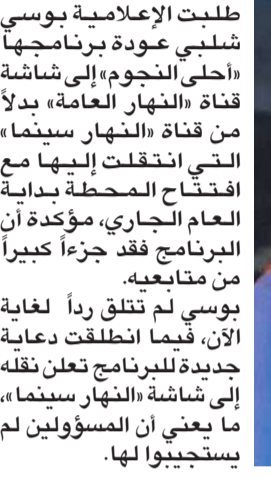 طلبت الإعلامية بوسي
شلبي عودة برنامجها
«أحلى النجوم» إلى شاشة
قناة «النهار العامة» بدلاً
من قناة «النهار سينما»
التي انتقلت إليها مع
افتتاح المحطة بداية
العام الجاري، مؤكدة أن
البرنامج فقد جزءاً كبيراً
من متابعيه.
بوسي لم تتلق رداً لغاية
الآن، فيما انطلقت دعاية
جديدة للبرنامج تعلن نقله
إلى شاشة «النهار سينما»،
ما يعني أن المسؤولين لم
يستجيبوا لها.